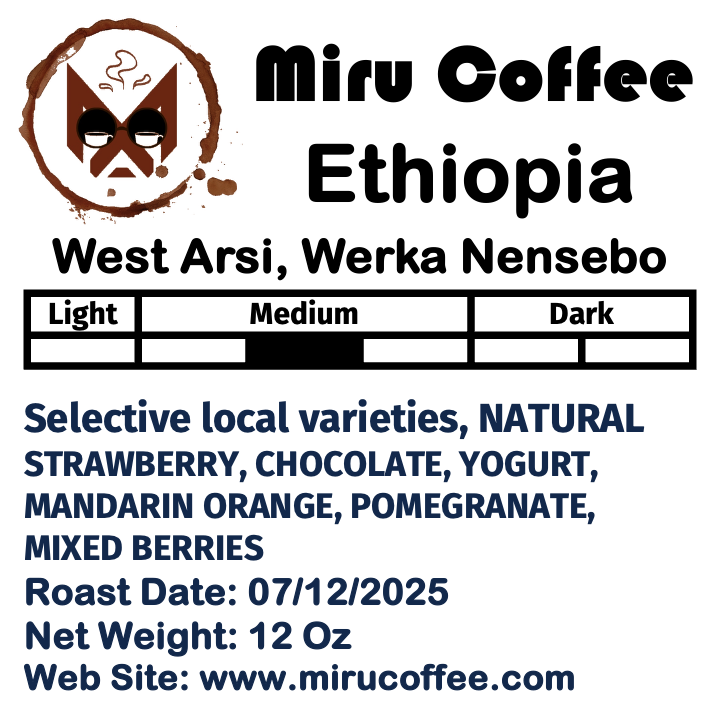 Miru Coffee
Ethiopia
West Arsi, Werka Nensebo
Light Medium Dark
Selective local varieties, NATURAL
STRAWBERRY, CHOCOLATE, YOGURT,
MANDARIN ORANGE, POMEGRANATE,
MIXED BERRIES
Roast Date: 07/12/2025
Net Weight: 12 Oz
Web Site: www.mirucoffee.com